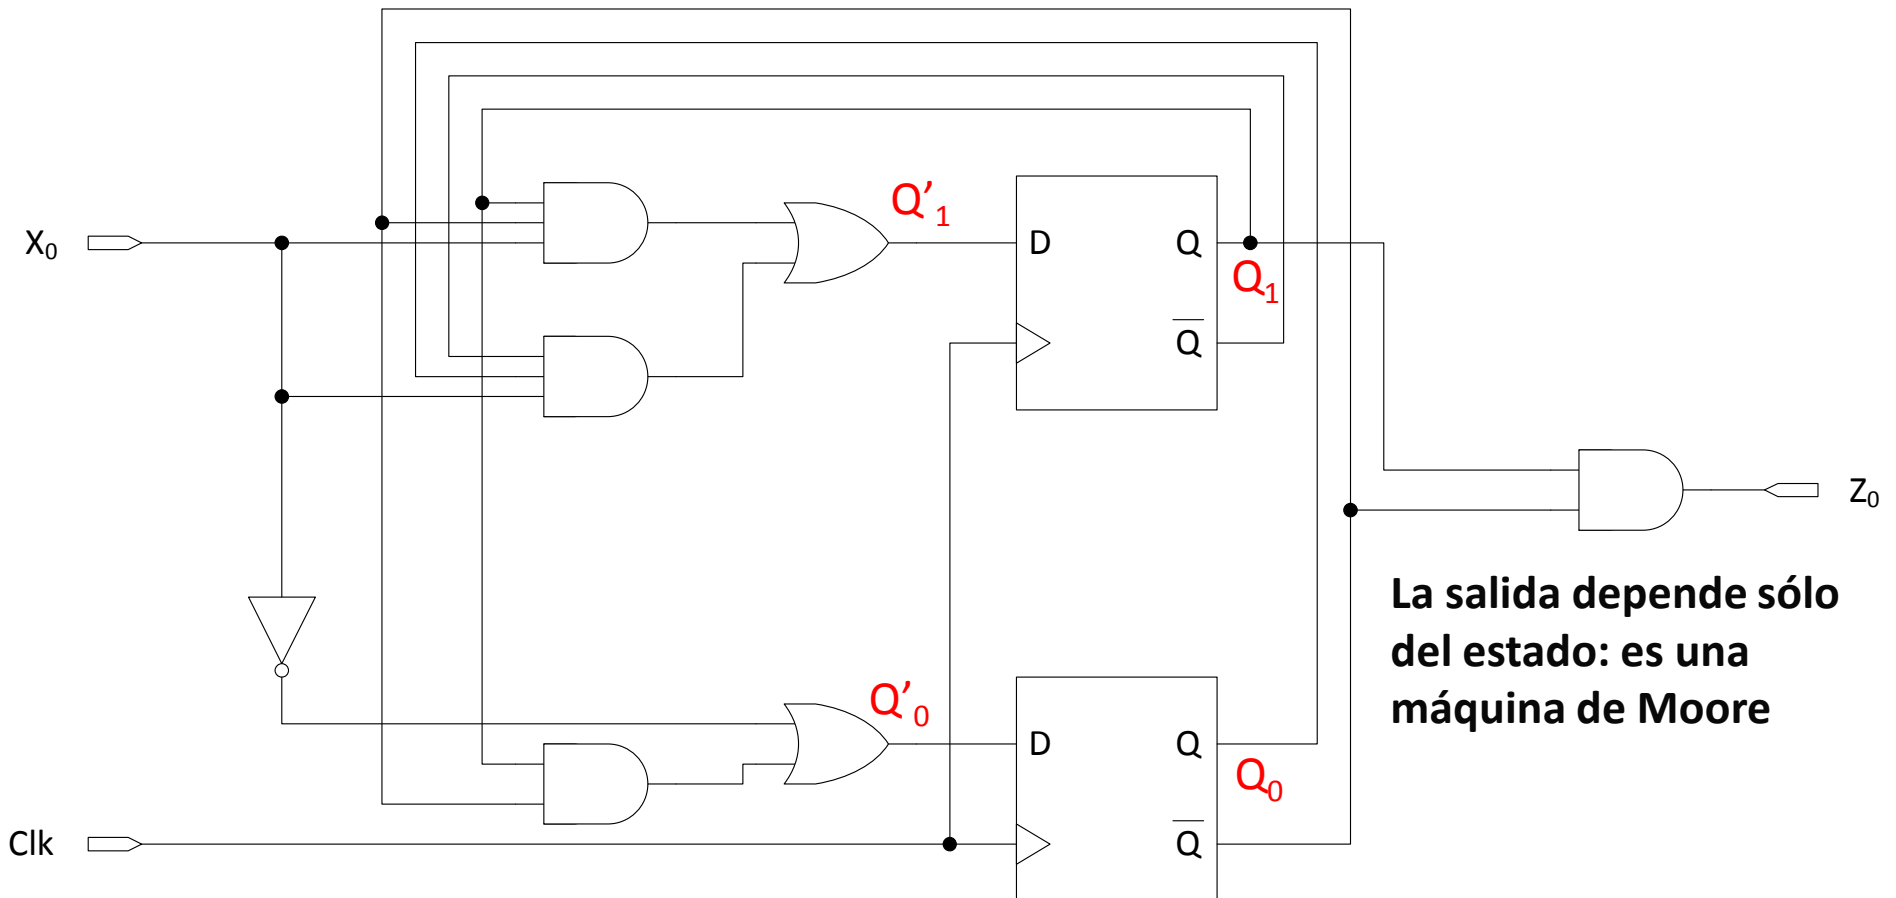 Q'₁
X₀
D
Q
Q₁
Q̅
Z₀
La salida depende sólo
del estado: es una
máquina de Moore
Q'₀
D
Q
Q₀
Clk
Q̅